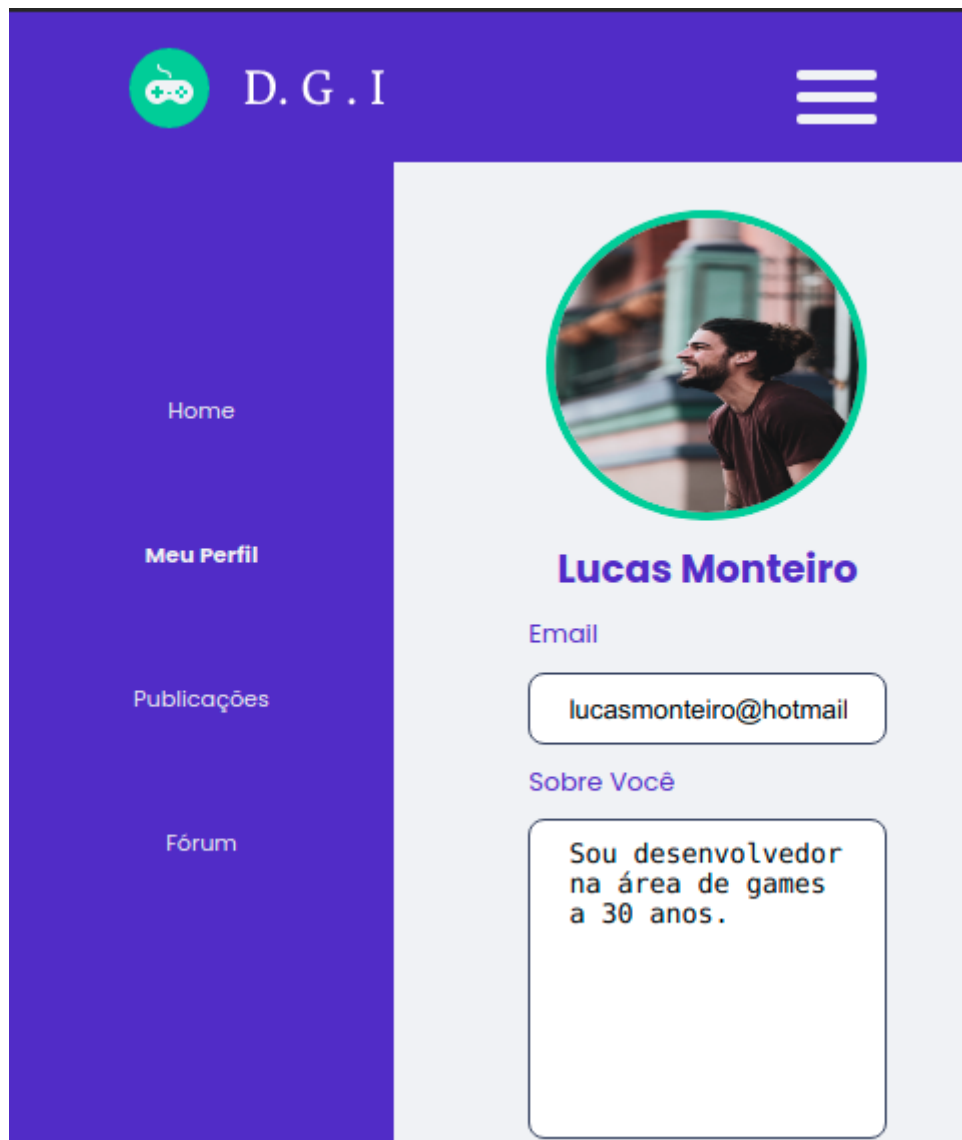 D. G . I
Home
Meu Perfil
Publicações
Fórum
Lucas Monteiro
Email
lucasmonteiro@hotmail
Sobre Você
Sou desenvolvedor
na área de games
a 30 anos.